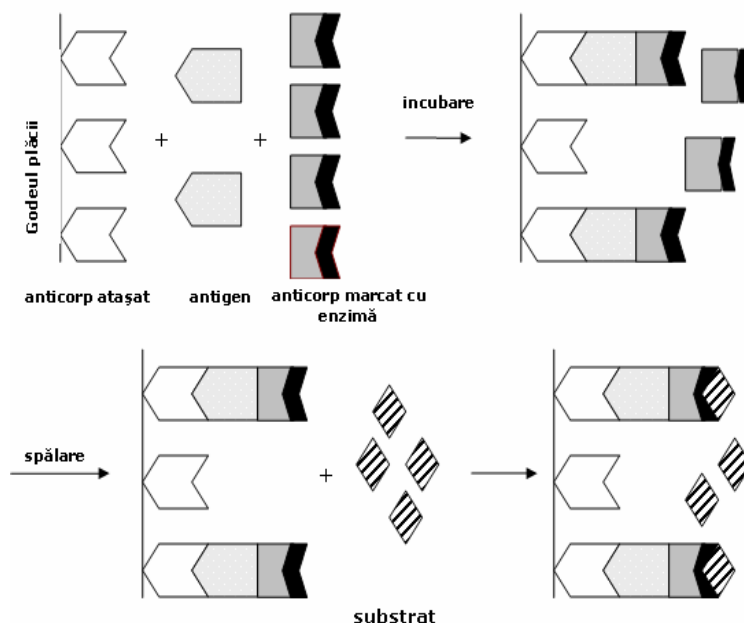 Godeul plăcii
+
+
incubare
anticorp atașat
antigen
anticorp marcat cu
enzimă
spălare
+
substrat